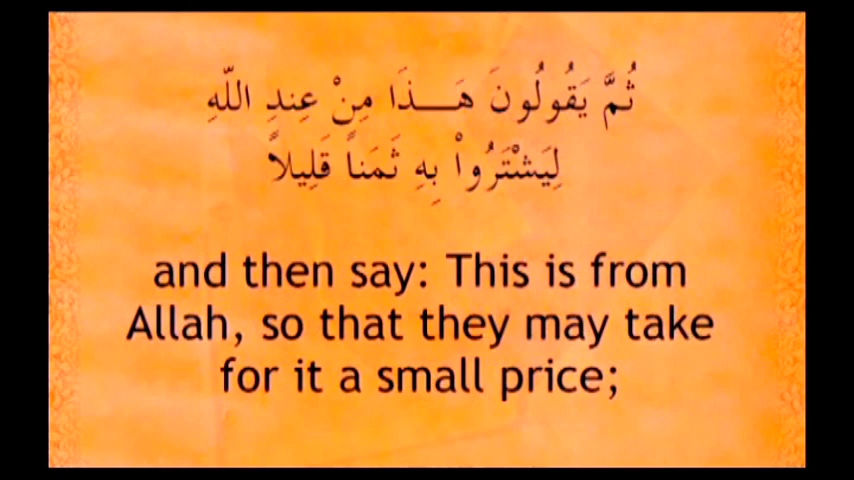 ثُمَّ يَقُولُونَ هَـــذَا مِنْ عِندِ اللّهِ
لِيَشْتَرُواْ بِهِ ثَمَناً قَلِيلاً
and then say: This is from
Allah, so that they may take
for it a small price;